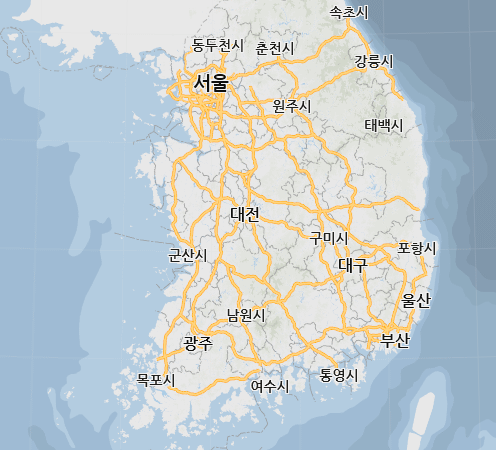 속초시
동두천시
춘천시
강릉시
서울
원주시
태백시
대전
구미시
포항시
군산시
대구
울산
남원시
광주
부산
목포시
여수시
통영시